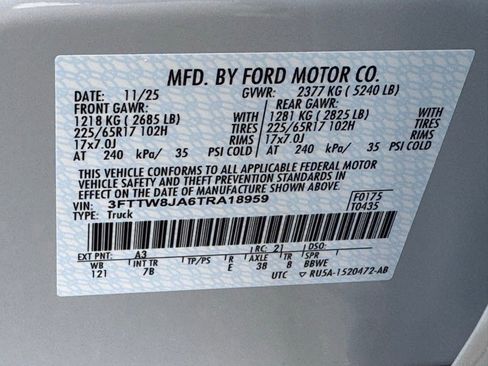 MFD. BY FORD MOTOR CO.
DATE: 11/25 GVWR: 2377 KG ( 5240 LB)
FRONT GAWR: REAR GAWR:
1218 KG ( 2685 LB) WITH 1281 KG ( 2825 LB) WITH
225/65R17 102H TIRES 225/65R17 102H TIRES
17x7.0J RIMS 17x7.0J RIMS
AT 240 kPa/ 35 PSI COLD AT 240 kPa/ 35 PSI COLD
THIS VEHICLE CONFORMS TO ALL APPLICABLE FEDERAL MOTOR
VEHICLE SAFETY AND THEFT PREVENTION STANDARDS IN
EFFECT ON THE DATE OF MANUFACTURE SHOWN ABOVE.
VIN: 3FTTW8JA6TRA18959 F0175
TYPE: Truck T0435
EXT PNT: A3 RC: 21 DSO:
WB INT TR TP/PS R AXLE TR SPR
121 7B E 3B B BBWE
UTC RU5A-1520472-AB